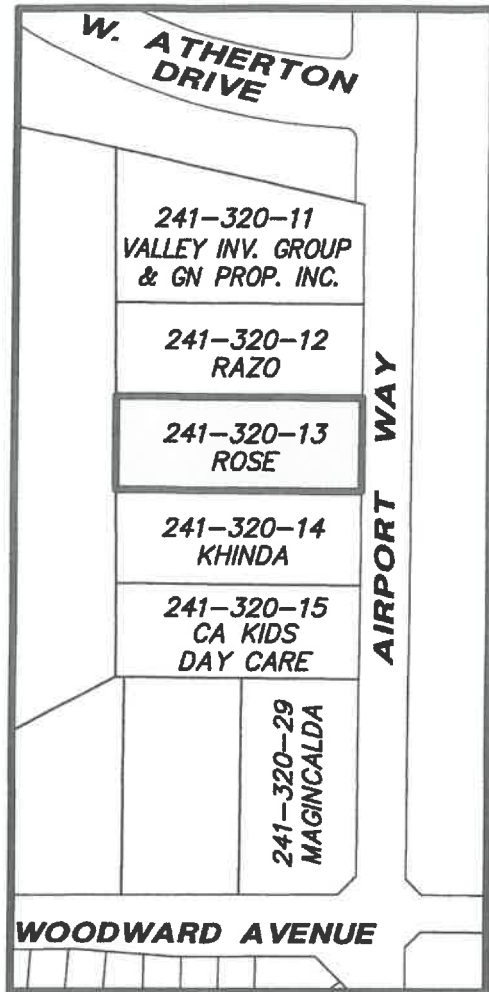 W. ATHERTON
DRIVE
241-320-11
VALLEY INV. GROUP
& GN PROP. INC.
241-320-12
RAZO
241-320-13
ROSE
241-320-14
KHINDA
241-320-15
CA KIDS
DAY CARE
AIRPORT WAY
241-320-29
MAGINCALDA
WOODWARD AVENUE